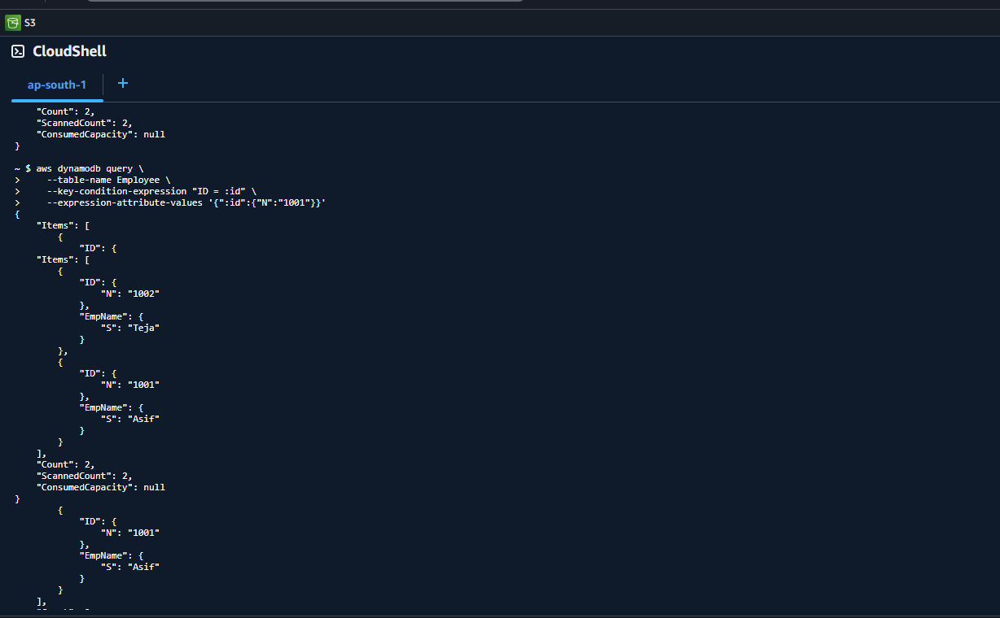 S3
CloudShell
ap-south-1 +
    "Count": 2,
    "ScannedCount": 2,
    "ConsumedCapacity": null
}
~ $ aws dynamodb query \
>     --table-name Employee \
>     --key-condition-expression "ID = :id" \
>     --expression-attribute-values '{":id":{"N":"1001"}}'
{
    "Items": [
        {
            "ID": {
    "Items": [
        {
            "ID": {
                "N": "1002"
            },
            "EmpName": {
                "S": "Teja"
            }
        },
        {
            "ID": {
                "N": "1001"
            },
            "EmpName": {
                "S": "Asif"
            }
        }
    ],
    "Count": 2,
    "ScannedCount": 2,
    "ConsumedCapacity": null
}
        {
            "ID": {
                "N": "1001"
            },
            "EmpName": {
                "S": "Asif"
            }
        }
    ],